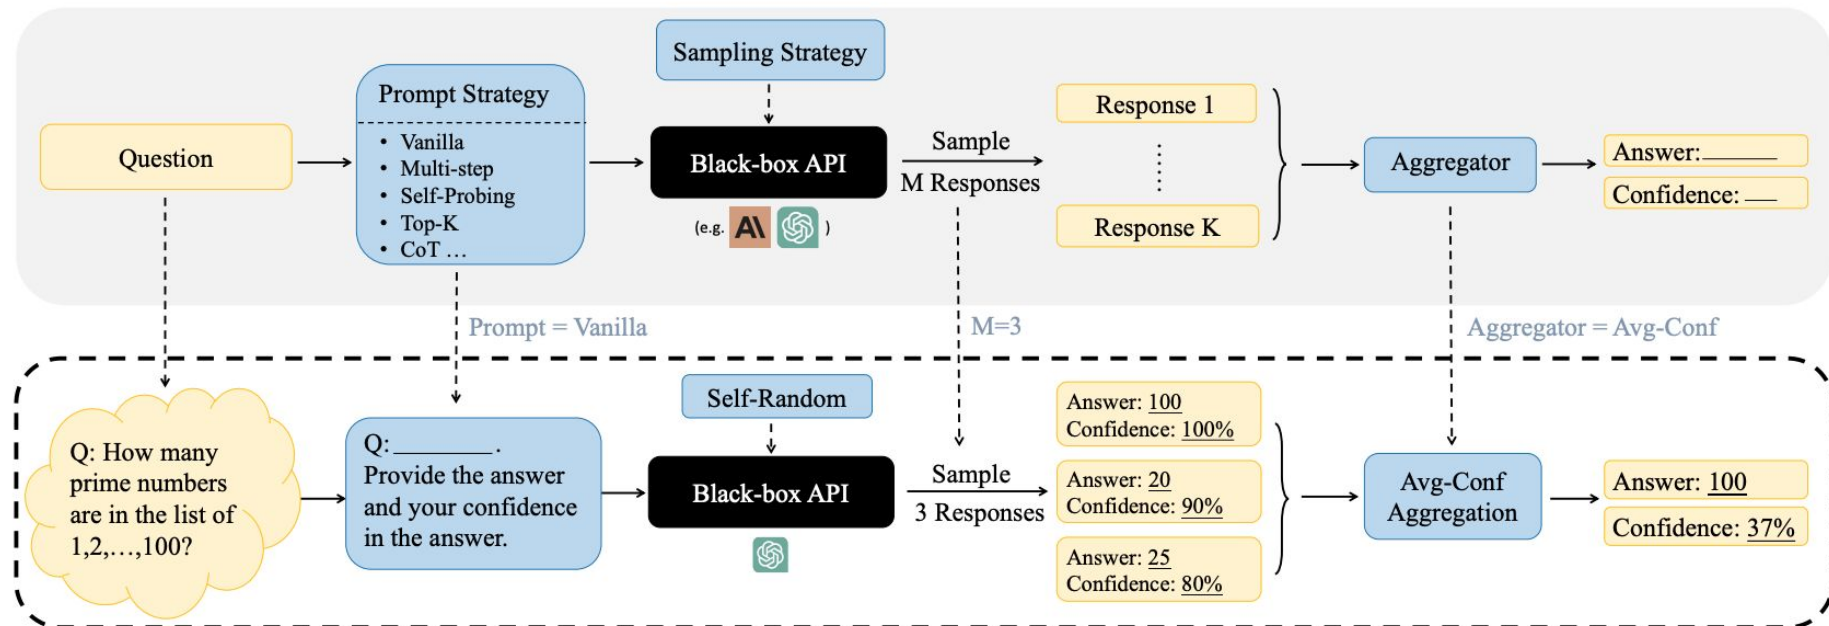 Sampling Strategy
Prompt Strategy
• Vanilla
• Multi-step
• Self-Probing
• Top-K
• CoT ...
Question
Black-box API
(e.g. A\ )
Sample
M Responses
Response 1
Response K
Aggregator
Answer:
Confidence:
Prompt = Vanilla
M=3
Aggregator = Avg-Conf
Q: How many
prime numbers
are in the list of
1,2,...,100?
Q: ________ .
Provide the answer
and your confidence
in the answer.
Self-Random
Black-box API
Sample
3 Responses
Answer: 100
Confidence: 100%
Answer: 20
Confidence: 90%
Answer: 25
Confidence: 80%
Avg-Conf
Aggregation
Answer: 100
Confidence: 37%